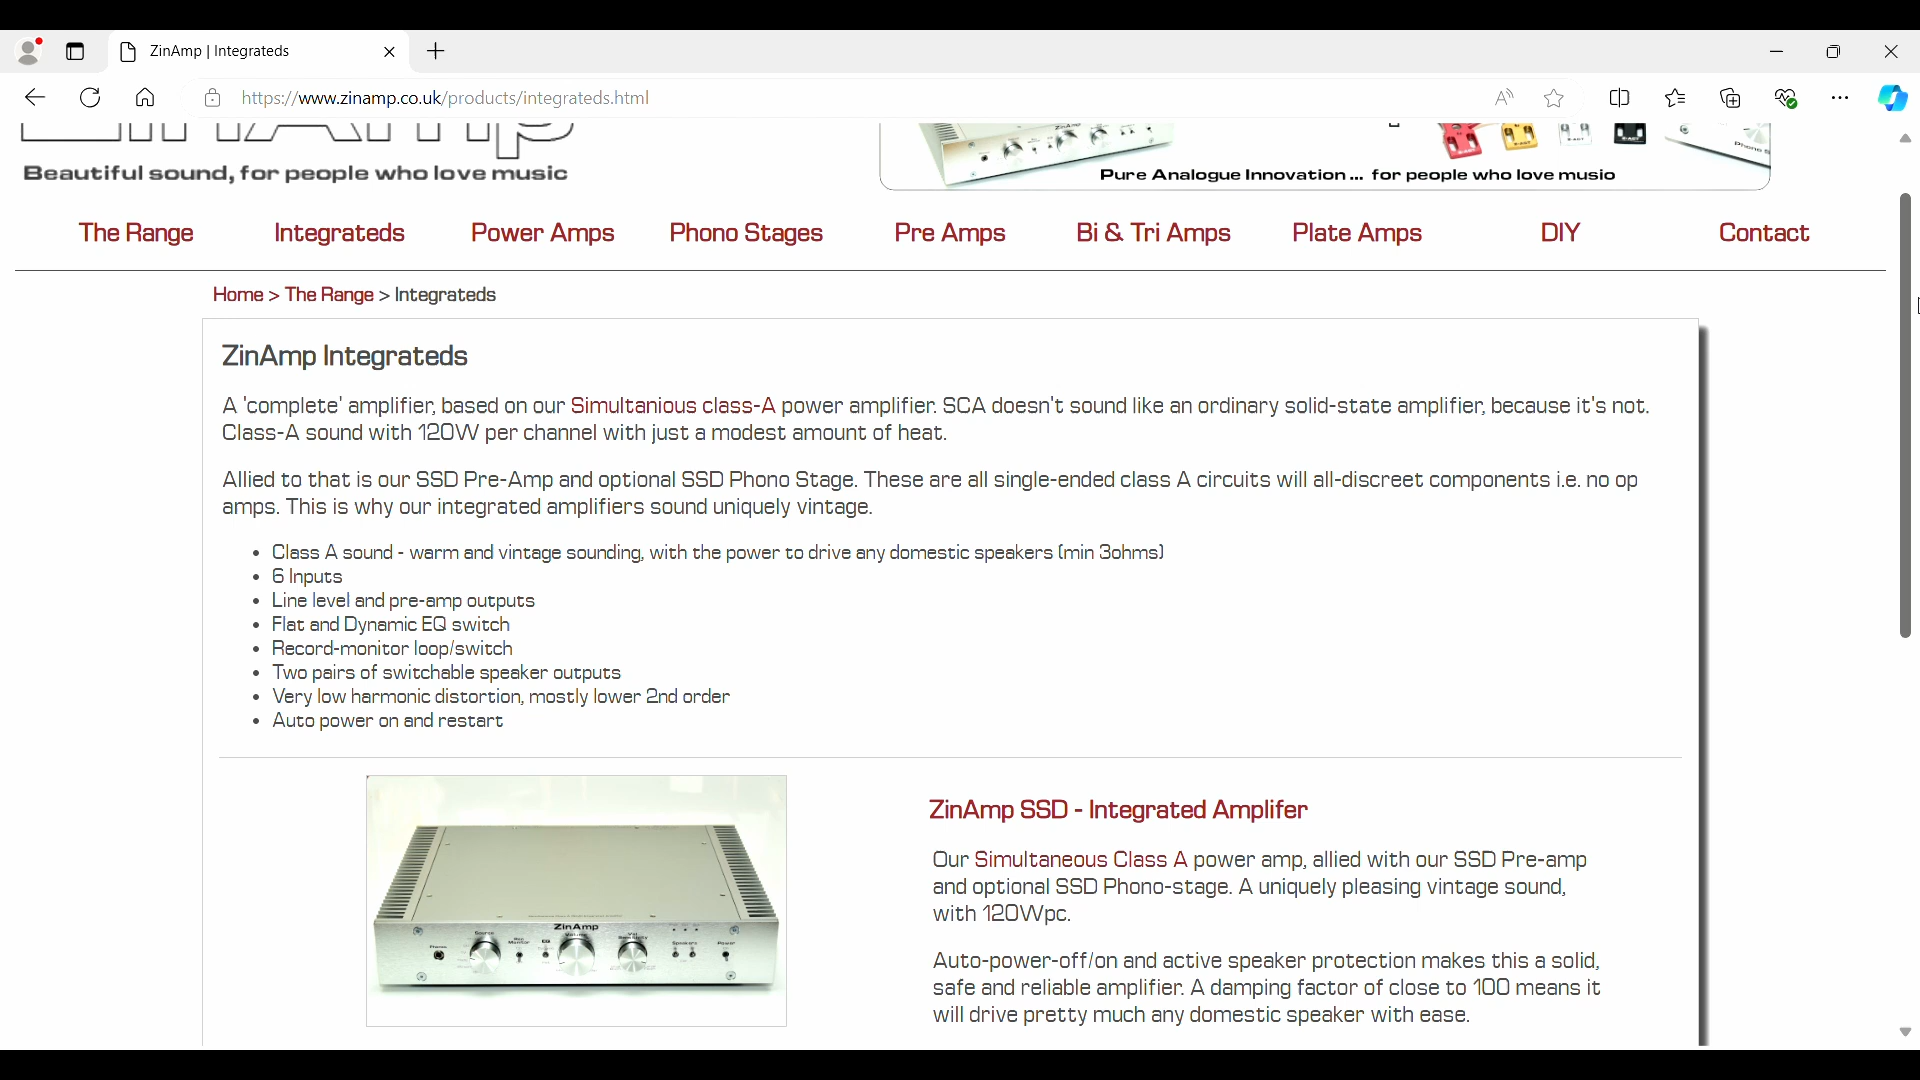 ZinAmp | Integrateds
https://www.zinamp.co.uk/products/integrateds.html
ZinAmp
Beautiful sound, for people who love music
Pure Analogue Innovation ... for people who love music
The Range Integrateds Power Amps Phono Stages Pre Amps Bi & Tri Amps Plate Amps DIY Contact
Home > The Range > Integrateds
ZinAmp Integrateds
A 'complete' amplifier, based on our Simultanious class-A power amplifier. SCA doesn't sound like an ordinary solid-state amplifier, because it's not.
Class-A sound with 120W per channel with just a modest amount of heat.
Allied to that is our SSD Pre-Amp and optional SSD Phono Stage. These are all single-ended class A circuits will all-discreet components i.e. no op
amps. This is why our integrated amplifiers sound uniquely vintage.
• Class A sound - warm and vintage sounding, with the power to drive any domestic speakers (min 3ohms)
• 6 Inputs
• Line level and pre-amp outputs
• Flat and Dynamic EQ switch
• Record-monitor loop/switch
• Two pairs of switchable speaker outputs
• Very low harmonic distortion, mostly lower 2nd order
• Auto power on and restart
ZinAmp SSD - Integrated Amplifer
Our Simultaneous Class A power amp, allied with our SSD Pre-amp
and optional SSD Phono-stage. A uniquely pleasing vintage sound,
with 120Wpc.
Auto-power-off/on and active speaker protection makes this a solid,
safe and reliable amplifier. A damping factor of close to 100 means it
will drive pretty much any domestic speaker with ease.
ZinAmp
Source
Volume
Speakers
Power
Phones
Monitor